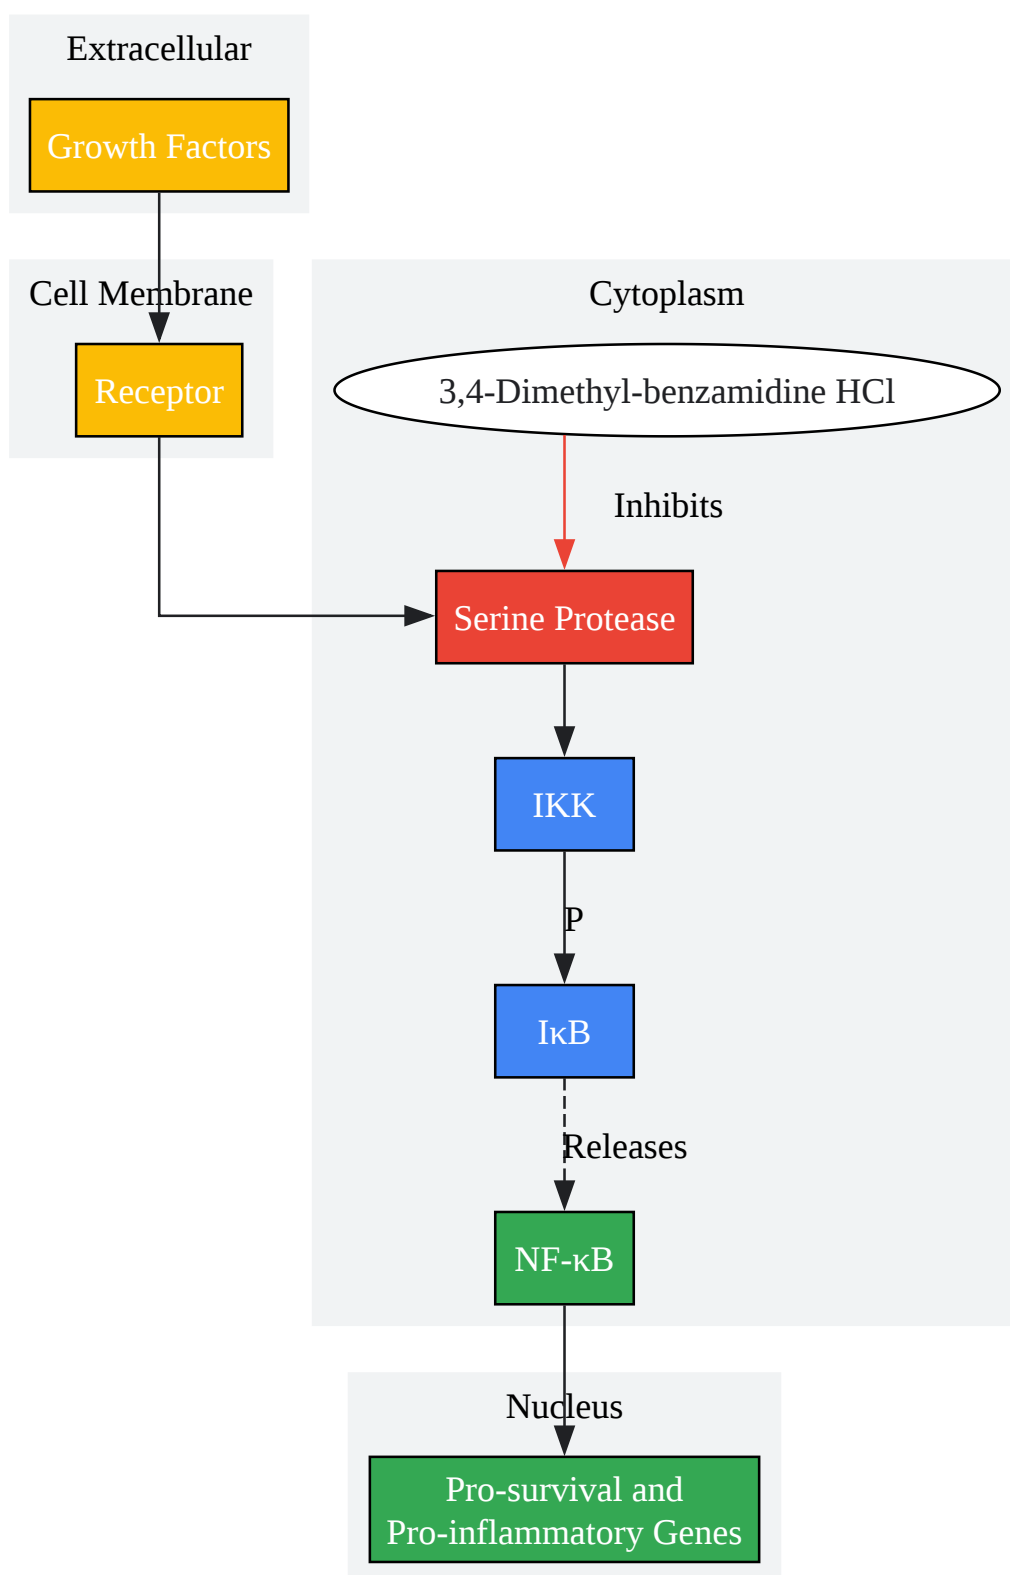 Extracellular
Growth Factors
Cell Membrane
Receptor
Cytoplasm
3,4-Dimethyl-benzamidine HCl
Inhibits
Serine Protease
IKK
P
IκB
Releases
NF-κB
Nucleus
Pro-survival and
Pro-inflammatory Genes